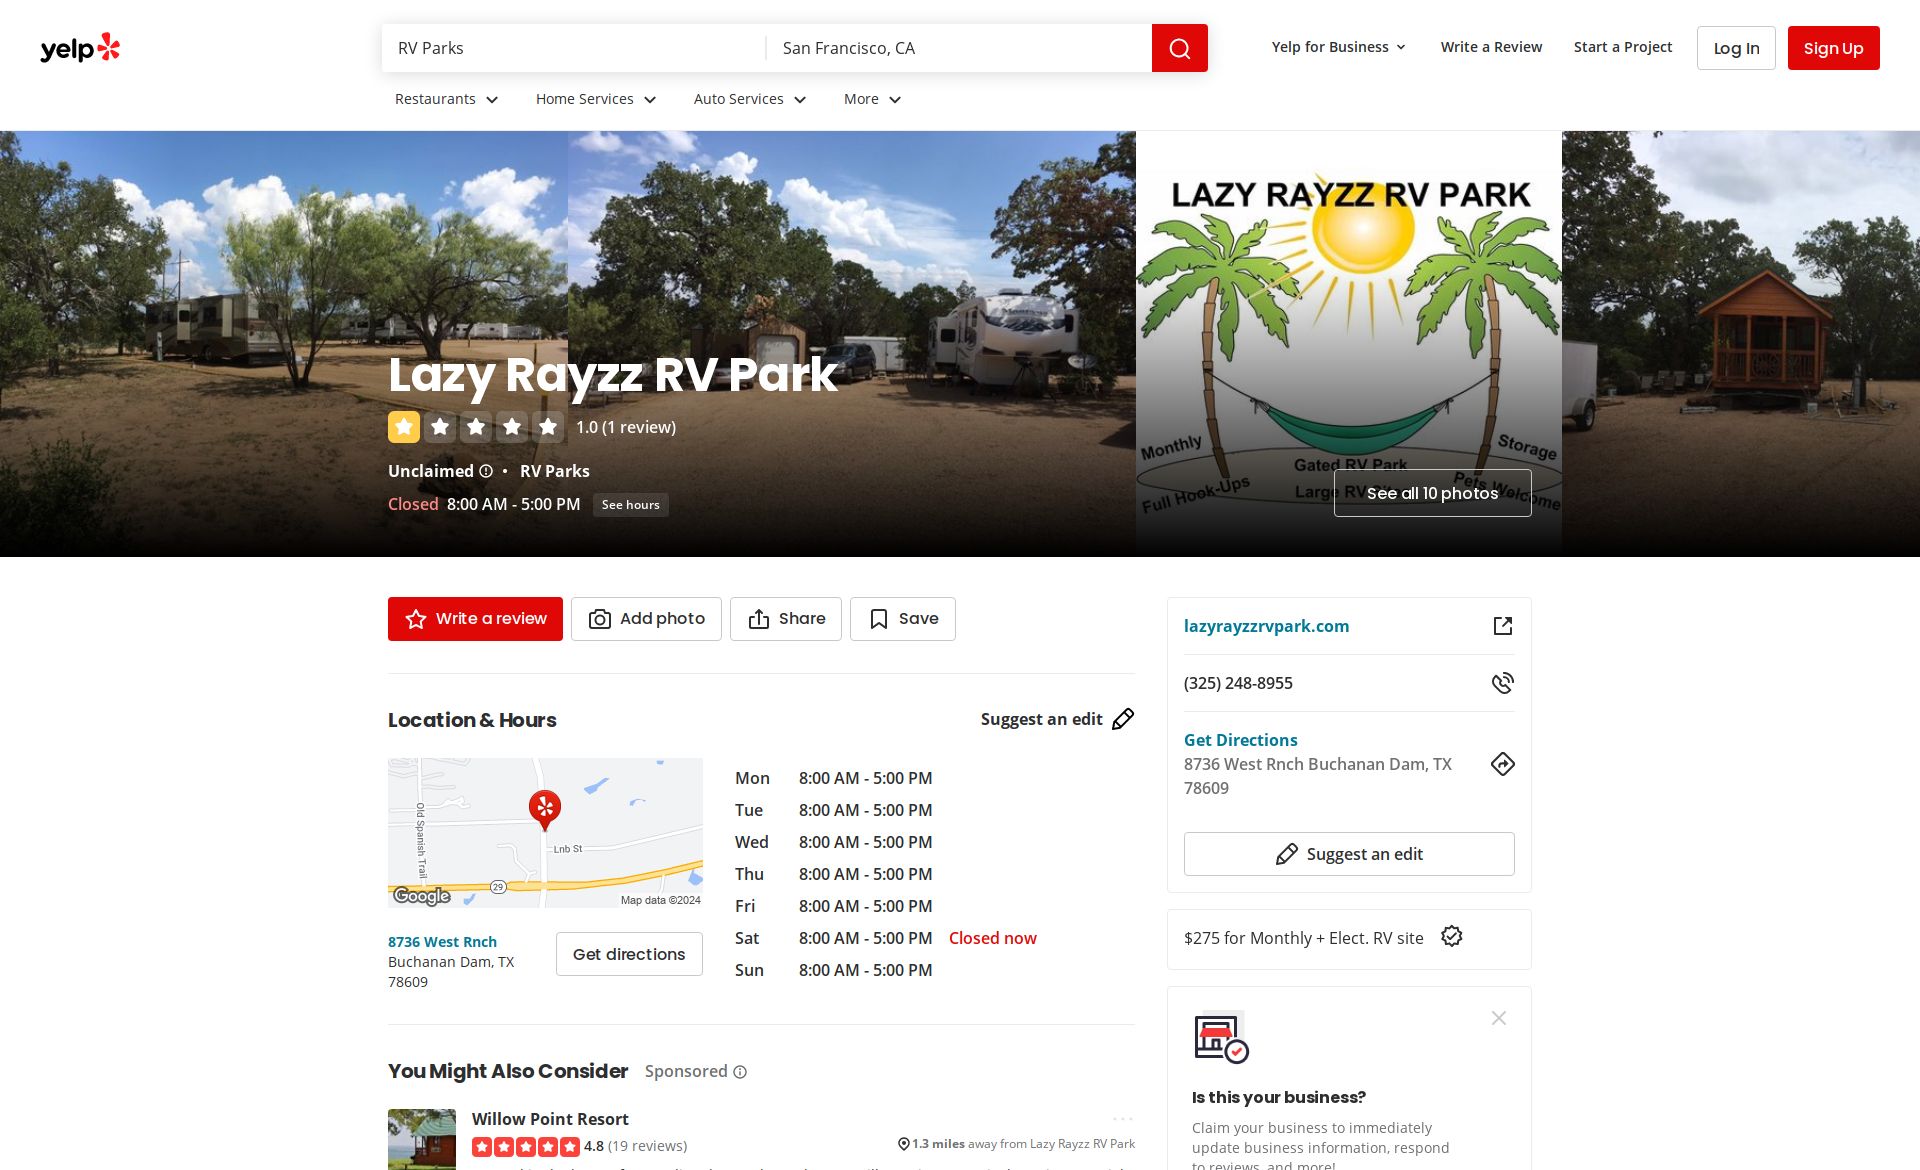 yelp
RV Parks
San Francisco, CA
Yelp for Business
Write a Review
Start a Project
Log In
Sign Up
Restaurants
Home Services
Auto Services
More
LAZY RAYZZ RV PARK
Monthly
Storage
Gated RV Park
Full Hook-Ups
Pets Welcome
Lazy Rayzz RV Park
1.0 (1 review)
Unclaimed • RV Parks
Closed 8:00 AM - 5:00 PM
See hours
See all 10 photos
Write a review
Add photo
Share
Save
Location & Hours
Suggest an edit
Old Spanish Trail
Lnb St
29
Google
Map data ©2024
8736 West Rnch
Buchanan Dam, TX
78609
Get directions
Mon 8:00 AM - 5:00 PM
Tue 8:00 AM - 5:00 PM
Wed 8:00 AM - 5:00 PM
Thu 8:00 AM - 5:00 PM
Fri 8:00 AM - 5:00 PM
Sat 8:00 AM - 5:00 PM Closed now
Sun 8:00 AM - 5:00 PM
You Might Also Consider
Sponsored
Willow Point Resort
4.8 (19 reviews)
1.3 miles away from Lazy Rayzz RV Park
lazyrayzzrvpark.com
(325) 248-8955
Get Directions
8736 West Rnch Buchanan Dam, TX
78609
Suggest an edit
$275 for Monthly + Elect. RV site
Is this your business?
Claim your business to immediately
update business information, respond
to reviews, and more!